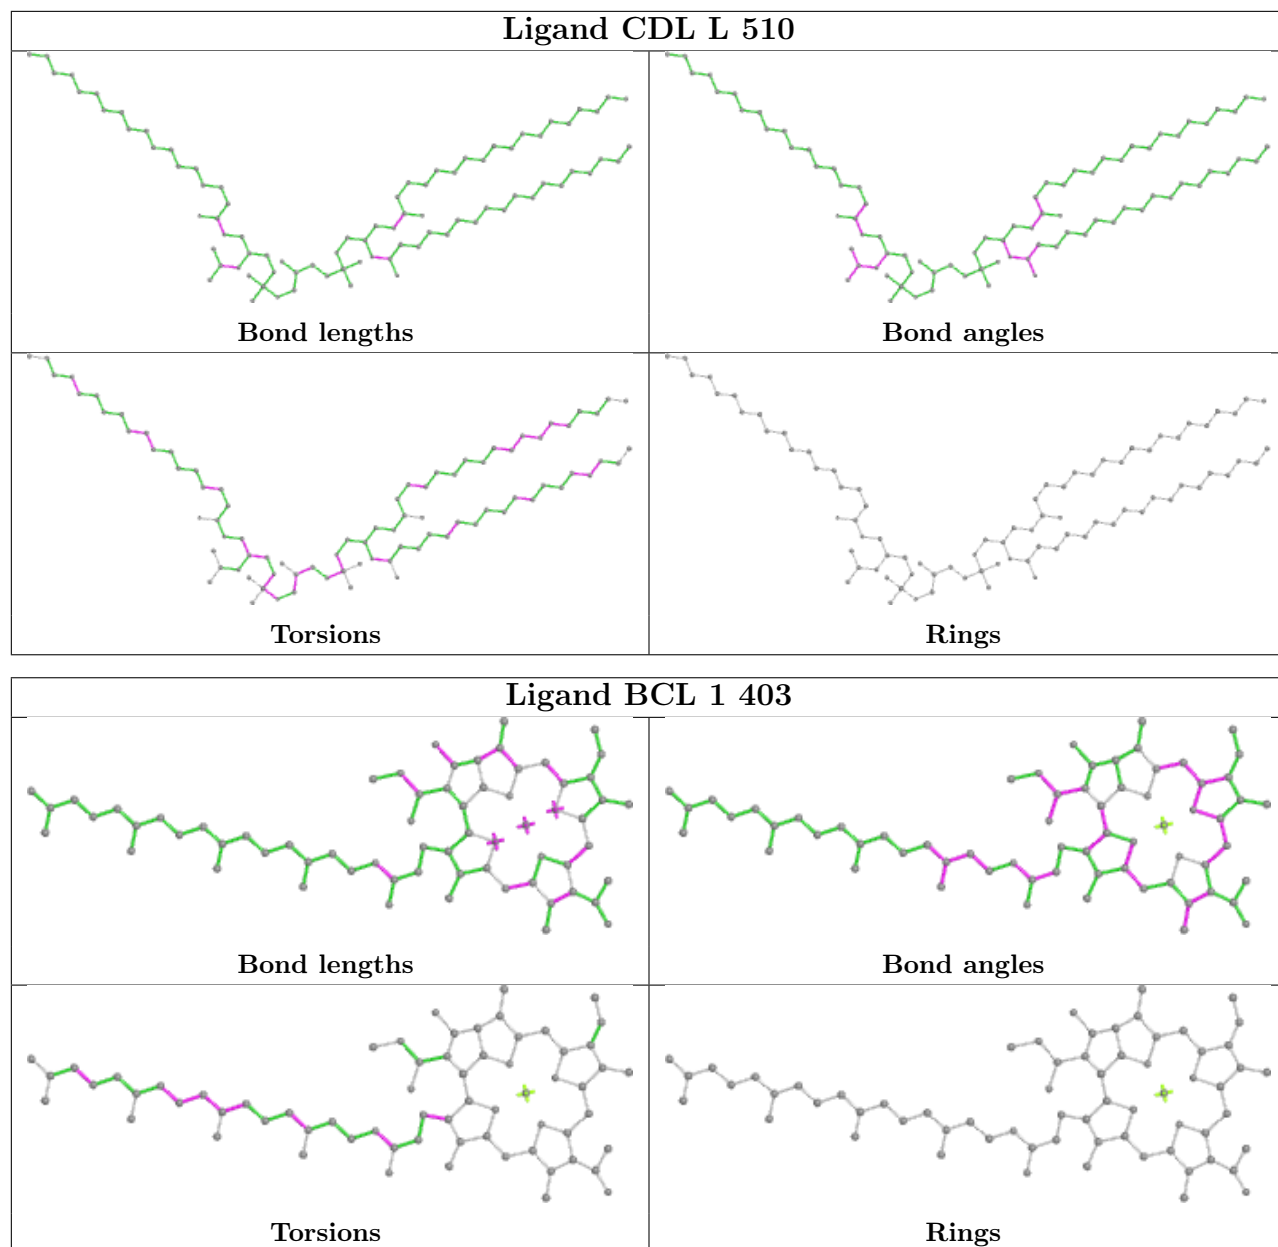 Ligand CDL L 510
Bond lengths
Bond angles
Torsions
Rings
Ligand BCL 1 403
Bond lengths
Bond angles
Torsions
Rings